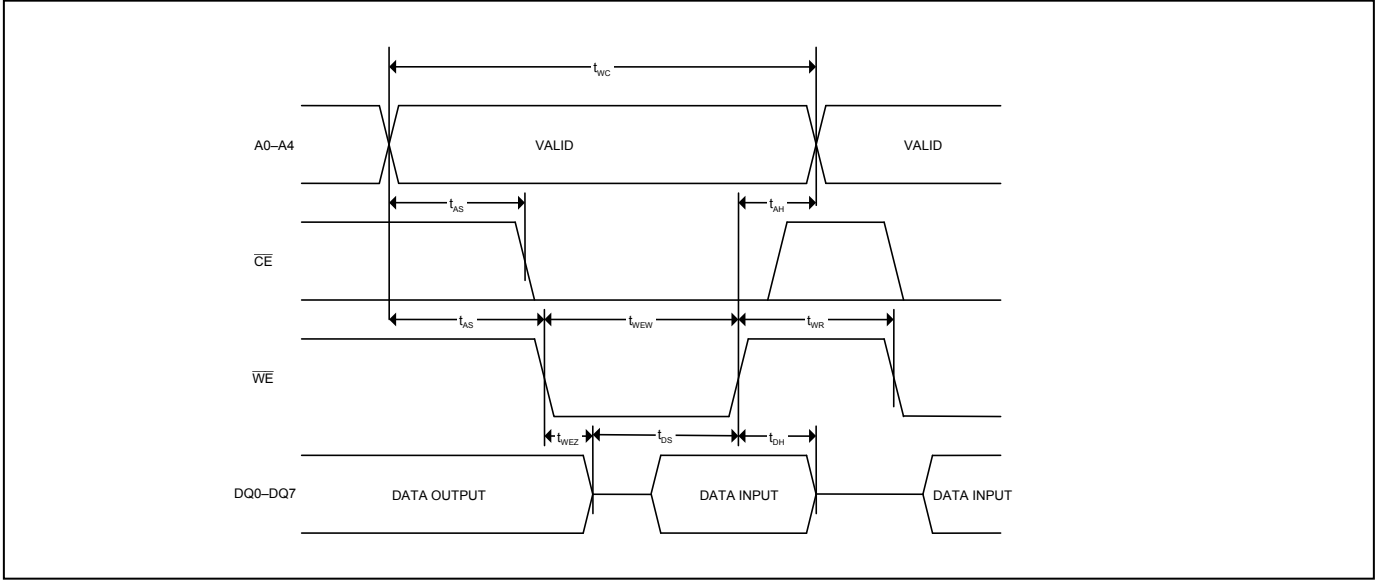 tWC
A0–A4
VALID
VALID
tAS
tAH
CE
tAS
tWEW
tWR
WE
tWEZ
tDS
tDH
DQ0–DQ7
DATA OUTPUT
DATA INPUT
DATA INPUT